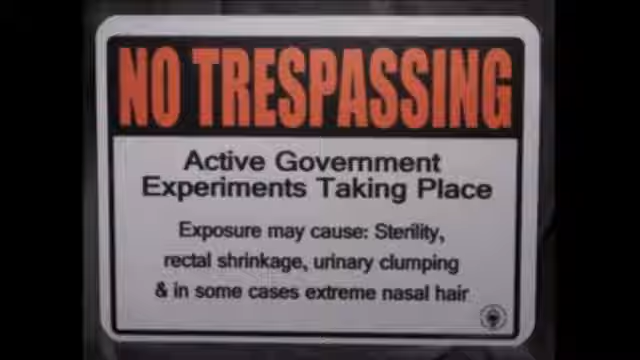 NO TRESPASSING
Active Government
Experiments Taking Place
Exposure may cause: Sterility,
rectal shrinkage, urinary clumping
& in some cases extreme nasal hair